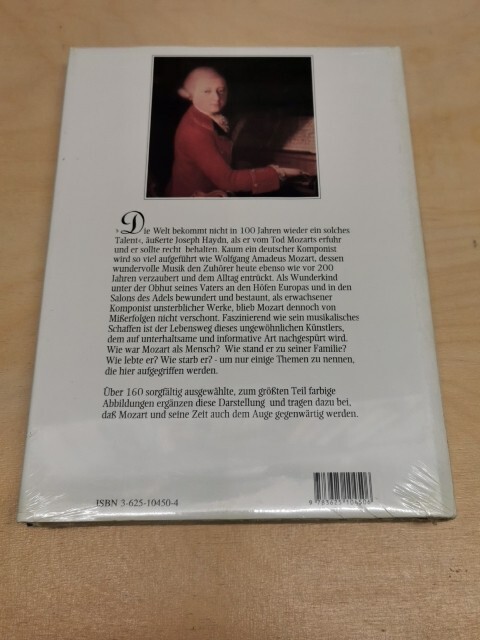 »Die Welt bekommt nicht in 100 Jahren wieder ein solches
Talent«, äußerte Joseph Haydn, als er vom Tod Mozarts erfuhr
und er sollte recht behalten. Kaum ein deutscher Komponist
wird so viel aufgeführt wie Wolfgang Amadeus Mozart, dessen
wundervolle Musik den Zuhörer heute ebenso wie vor 200
Jahren verzaubert und dem Alltag entrückt. Als Wunderkind
unter der Obhut seines Vaters an den Höfen Europas und in den
Salons des Adels bewundert und bestaunt, als erwachsener
Komponist unsterblicher Werke, blieb Mozart dennoch von
Mißerfolgen nicht verschont. Faszinierend wie sein musikalisches
Schaffen ist der Lebensweg dieses ungewöhnlichen Künstlers,
dem auf unterhaltsame und informative Art nachgespürt wird.
Wie war Mozart als Mensch? Wie stand er zu seiner Familie?
Wie lebte er? Wie starb er? - um nur einige Themen zu nennen,
die hier aufgegriffen werden.
Über 160 sorgfältig ausgewählte, zum größten Teil farbige
Abbildungen ergänzen diese Darstellung und tragen dazu bei,
daß Mozart und seine Zeit auch dem Auge gegenwärtig werden.
ISBN 3-625-10450-4
9 783625 104506